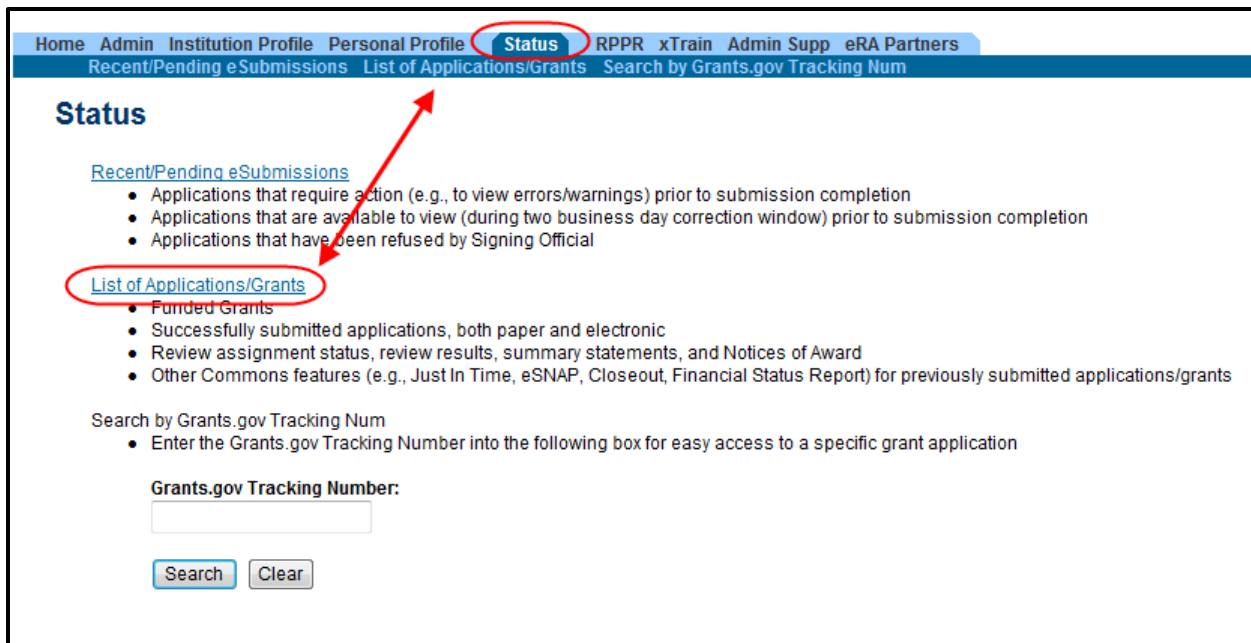 Home Admin Institution Profile Personal Profile Status RPPR xTrain Admin Supp eRA Partners
Recent/Pending eSubmissions List of Applications/Grants Search by Grants.gov Tracking Num
Status
Recent/Pending eSubmissions
• Applications that require action (e.g., to view errors/warnings) prior to submission completion
• Applications that are available to view (during two business day correction window) prior to submission completion
• Applications that have been refused by Signing Official
List of Applications/Grants
• Funded Grants
• Successfully submitted applications, both paper and electronic
• Review assignment status, review results, summary statements, and Notices of Award
• Other Commons features (e.g., Just In Time, eSNAP, Closeout, Financial Status Report) for previously submitted applications/grants
Search by Grants.gov Tracking Num
• Enter the Grants.gov Tracking Number into the following box for easy access to a specific grant application
Grants.gov Tracking Number:
Search Clear